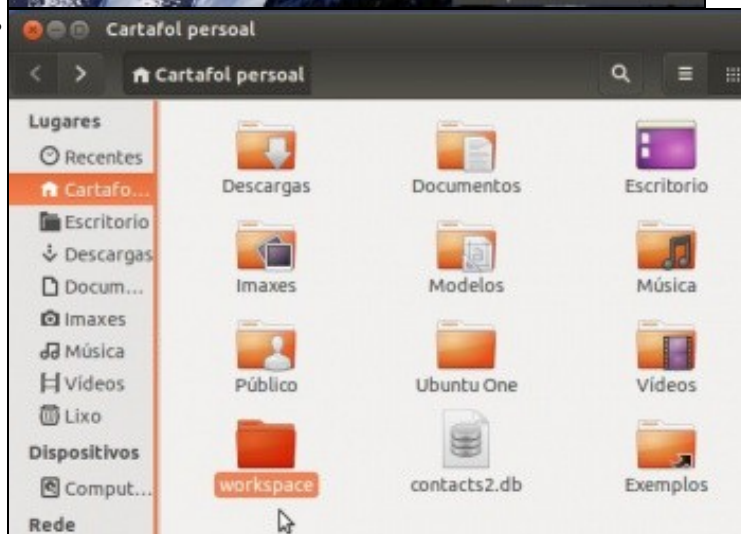 Cartafol persoal
Cartafol persoal
Lugares
Recentes
Cartafo...
Escritorio
Descargas
Docum...
Imaxes
Música
Vídeos
Lixo
Dispositivos
Comput...
Rede
Descargas Documentos Escritorio
Imaxes Modelos Música
Público Ubuntu One Vídeos
workspace contacts2.db Exemplos